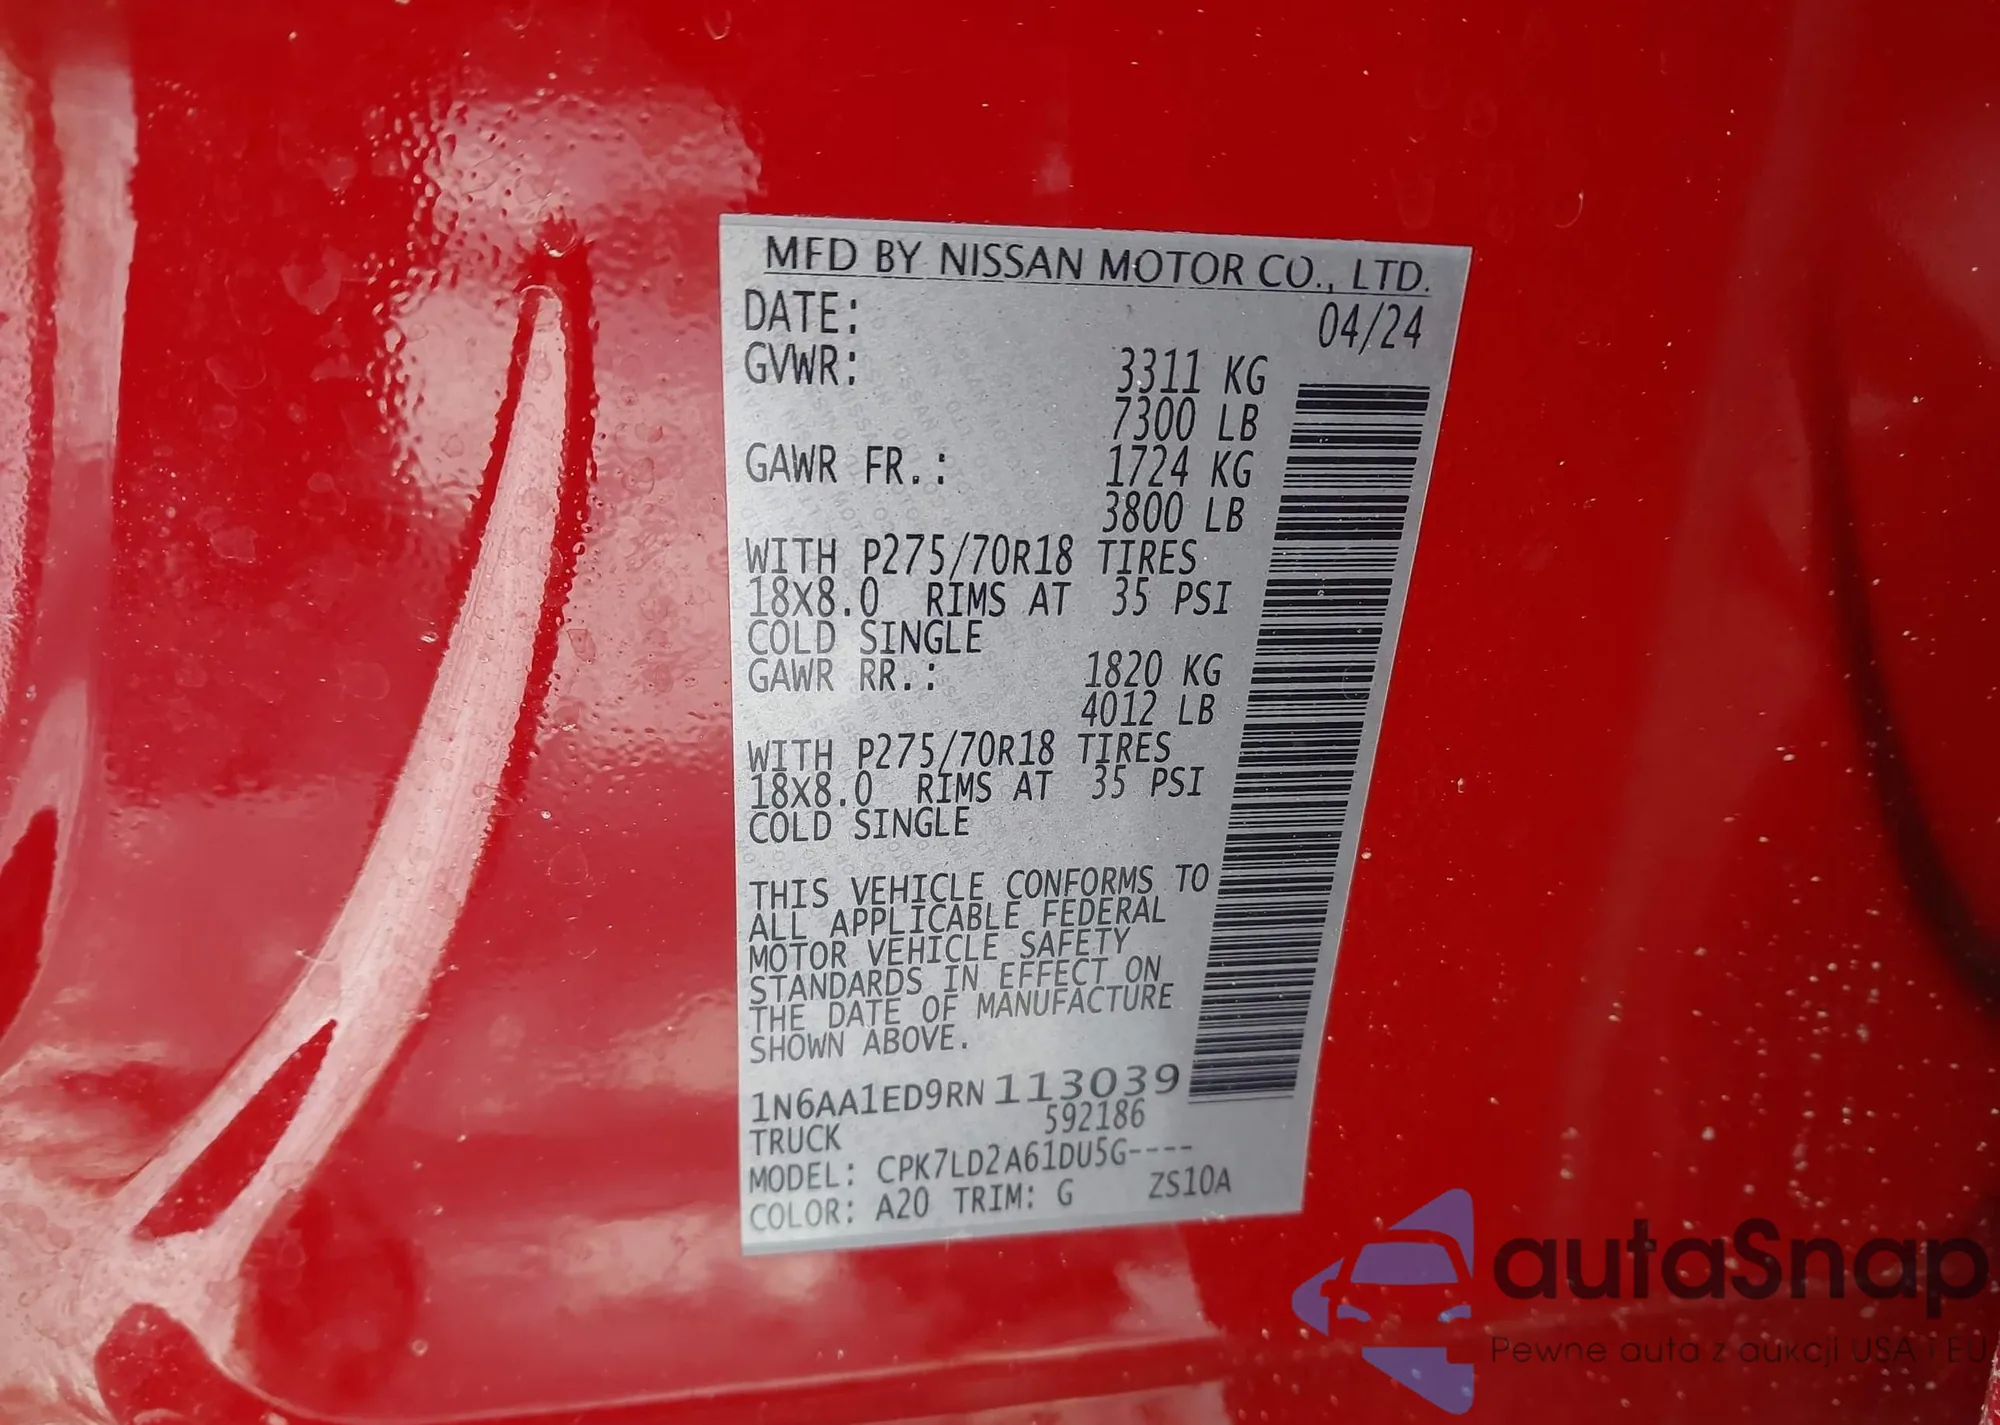 MFD BY NISSAN MOTOR CO., LTD.
DATE: 04/24
GVWR: 3311 KG
7300 LB
GAWR FR.: 1724 KG
3800 LB
WITH P275/70R18 TIRES
18X8.0 RIMS AT 35 PSI
COLD SINGLE
GAWR RR.: 1820 KG
4012 LB
WITH P275/70R18 TIRES
18X8.0 RIMS AT 35 PSI
COLD SINGLE
THIS VEHICLE CONFORMS TO
ALL APPLICABLE FEDERAL
MOTOR VEHICLE SAFETY
STANDARDS IN EFFECT ON
THE DATE OF MANUFACTURE
SHOWN ABOVE.
1N6AA1ED9RN113039
TRUCK 592186
MODEL: CPK7LD2A61DU5G----
COLOR: A20 TRIM: G ZS10A
autaSnap
Pewne auta z aukcji USA i EU